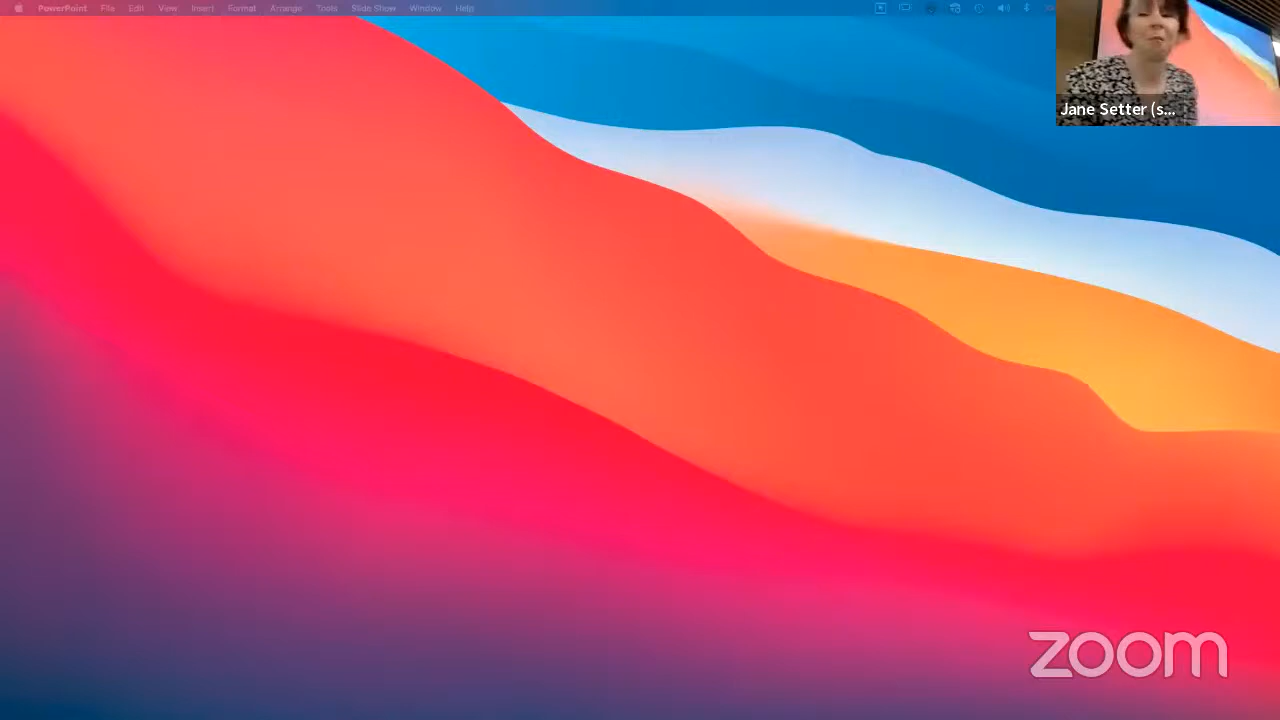 PowerPoint File Edit View Insert Format Arrange Tools Slide Show Window Help
Jane Setter (s...
zoom